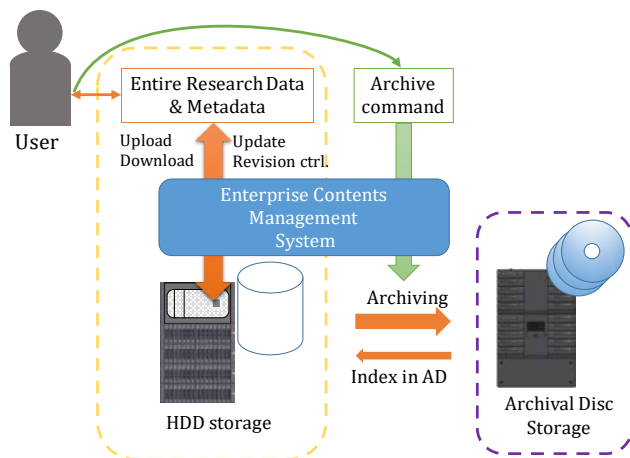 Entire Research Data
& Metadata
Archive
command
User
Upload
Download
Update
Revision ctrl.
Enterprise Contents
Management
System
Archiving
Index in AD
HDD storage
Archival Disc
Storage